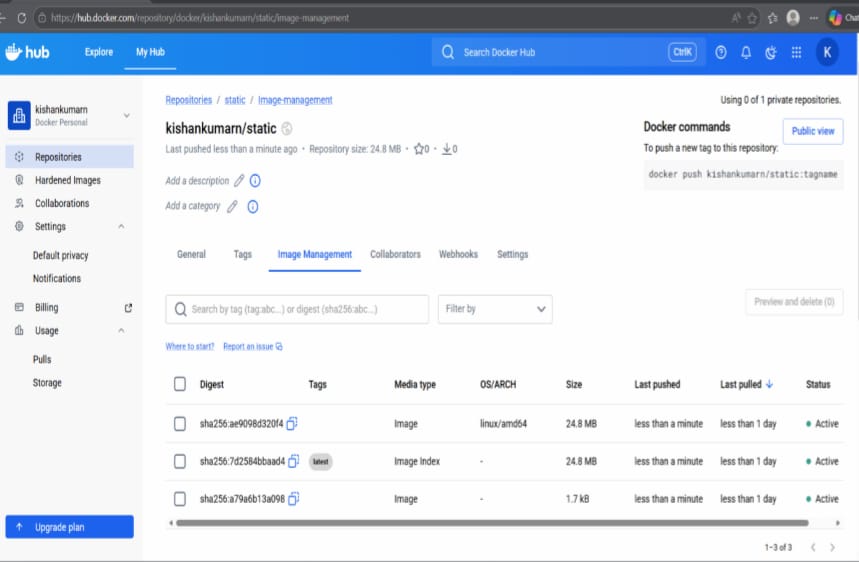 https://hub.docker.com/repository/docker/kishankumarn/static/image-management
hub
Explore
My Hub
Search Docker Hub
CtrlK
K
kishankumarn
Docker Personal
Repositories
Hardened Images
Collaborations
Settings
Default privacy
Notifications
Billing
Usage
Pulls
Storage
Upgrade plan
Repositories / static / Image-management
Using 0 of 1 private repositories.
kishankumarn/static
Last pushed less than a minute ago • Repository size: 24.8 MB • 0 • 0
Add a description
Add a category
Docker commands
Public view
To push a new tag to this repository:
docker push kishankumarn/static:tagname
General Tags Image Management Collaborators Webhooks Settings
Search by tag (tag:abc...) or digest (sha256:abc...)
Filter by
Preview and delete (0)
Where to start? Report an issue
Digest Tags Media type OS/ARCH Size Last pushed Last pulled Status
sha256:ae9098d320f4 Image linux/amd64 24.8 MB less than a minute less than 1 day Active
sha256:7d2584bbaad4 latest Image Index - 24.8 MB less than a minute less than 1 day Active
sha256:a79a6b13a098 Image - 1.7 kB less than a minute less than 1 day Active
1–3 of 3